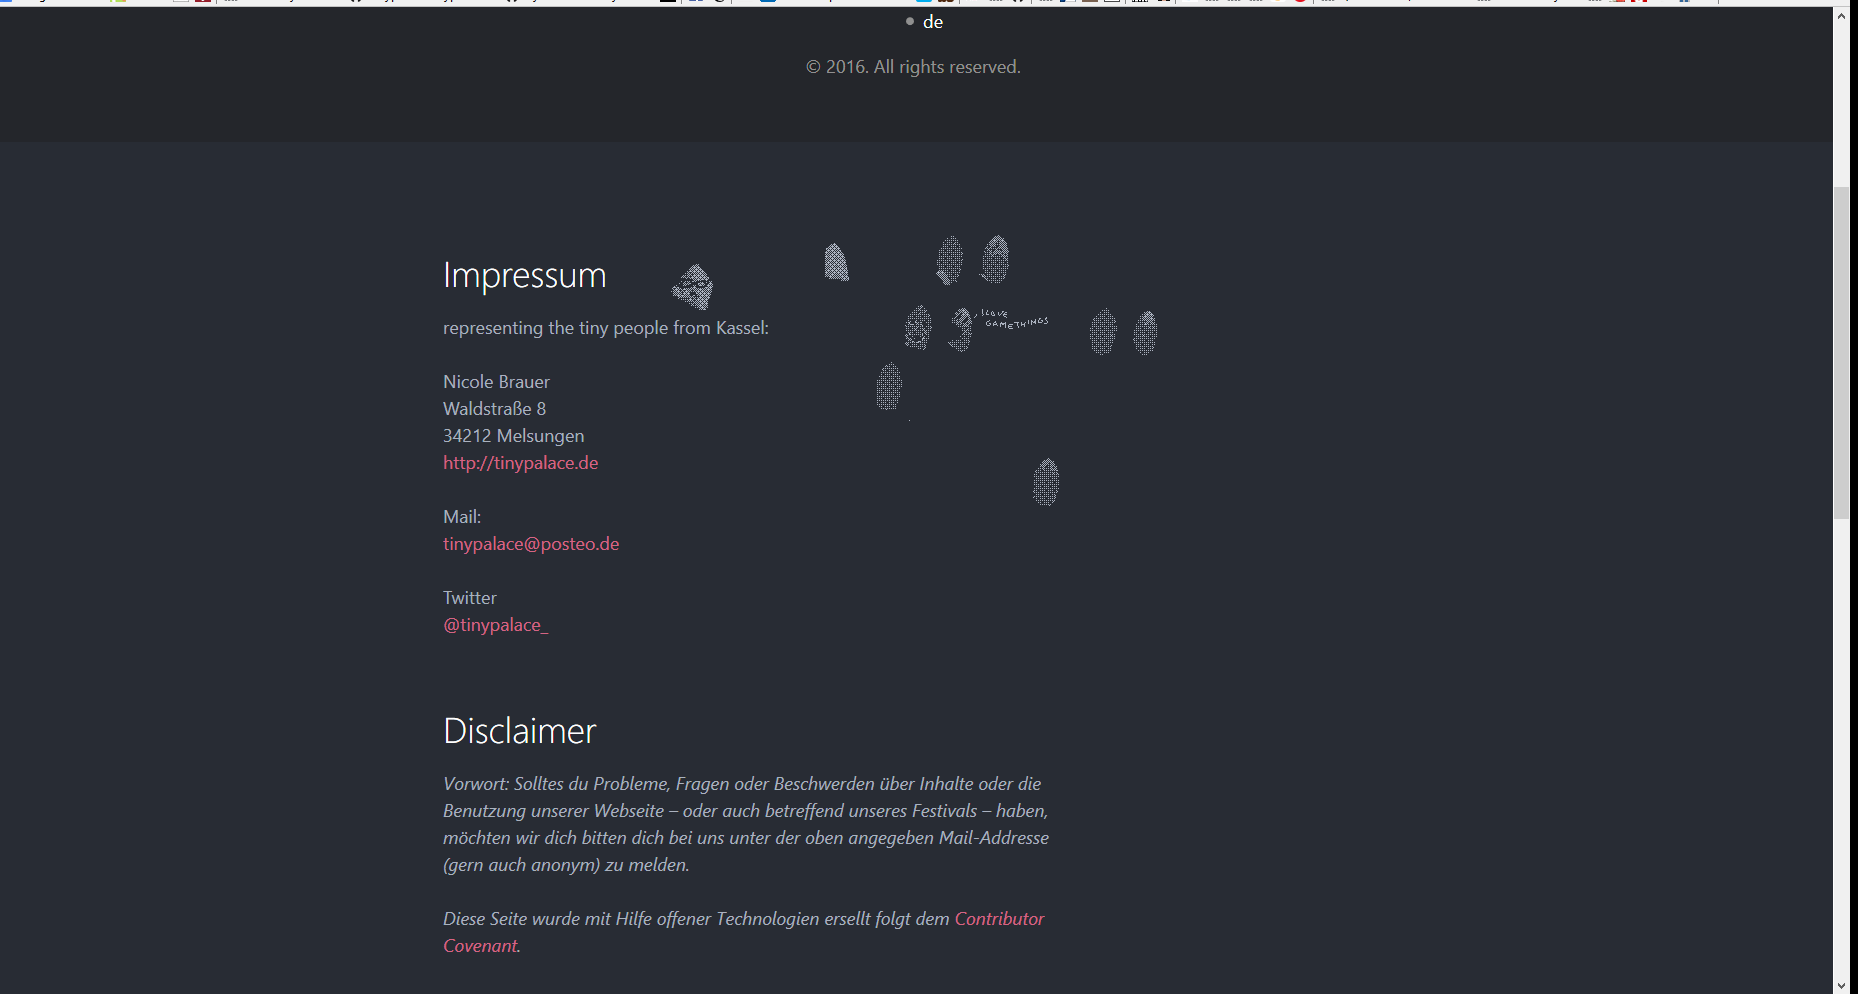 de
© 2016. All rights reserved.
Impressum
I LOVE
GAMETHINGS
representing the tiny people from Kassel:
Nicole Brauer
Waldstraße 8
34212 Melsungen
http://tinypalace.de
Mail:
tinypalace@posteo.de
Twitter
@tinypalace_
Disclaimer
Vorwort: Solltes du Probleme, Fragen oder Beschwerden über Inhalte oder die
Benutzung unserer Webseite – oder auch betreffend unseres Festivals – haben,
möchten wir dich bitten dich bei uns unter der oben angegeben Mail-Addresse
(gern auch anonym) zu melden.
Diese Seite wurde mit Hilfe offener Technologien ersellt folgt dem Contributor
Covenant.